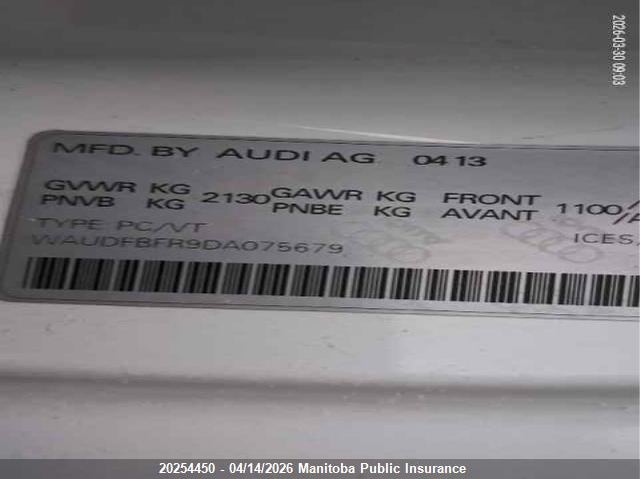 2026-03-30 09:03
MFD. BY AUDI AG 04 13
GVWR KG 2130 GAWR KG FRONT 1100/
PNVB KG PNBE KG AVANT /A
TYPE PC/VT
WAUDFBFR9DA075679 ICES
20254450 - 04/14/2026 Manitoba Public Insurance